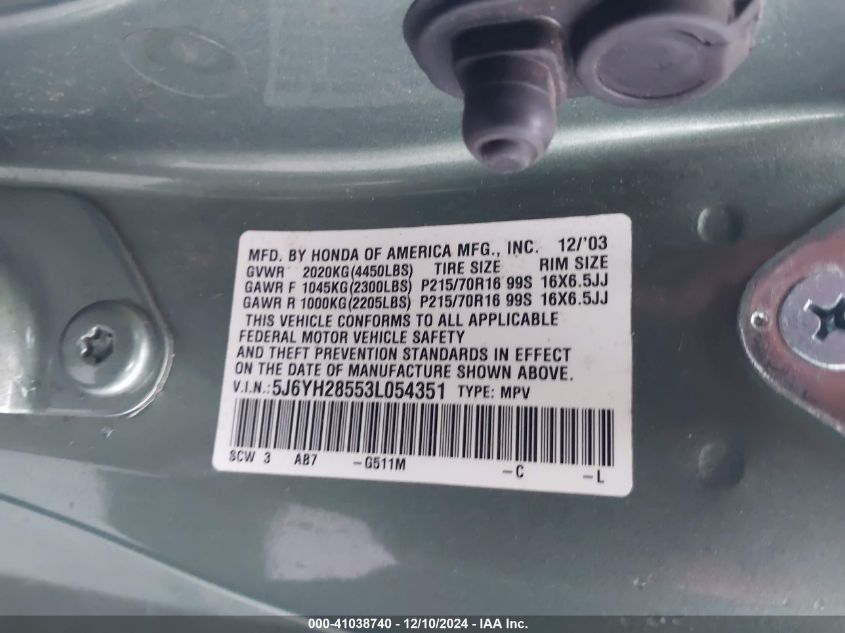 MFD. BY HONDA OF AMERICA MFG., INC. 12/'03
GVWR 2020KG(4450LBS) TIRE SIZE RIM SIZE
GAWR F 1045KG(2300LBS) P215/70R16 99S 16X6.5JJ
GAWR R 1000KG(2205LBS) P215/70R16 99S 16X6.5JJ
THIS VEHICLE CONFORMS TO ALL APPLICABLE
FEDERAL MOTOR VEHICLE SAFETY
AND THEFT PREVENTION STANDARDS IN EFFECT
ON THE DATE OF MANUFACTURE SHOWN ABOVE.
V.I.N.:5J6YH28553L054351 TYPE: MPV
SCW 3 AB7 -G511M -C -L
000-41038740 - 12/10/2024 - IAA Inc.